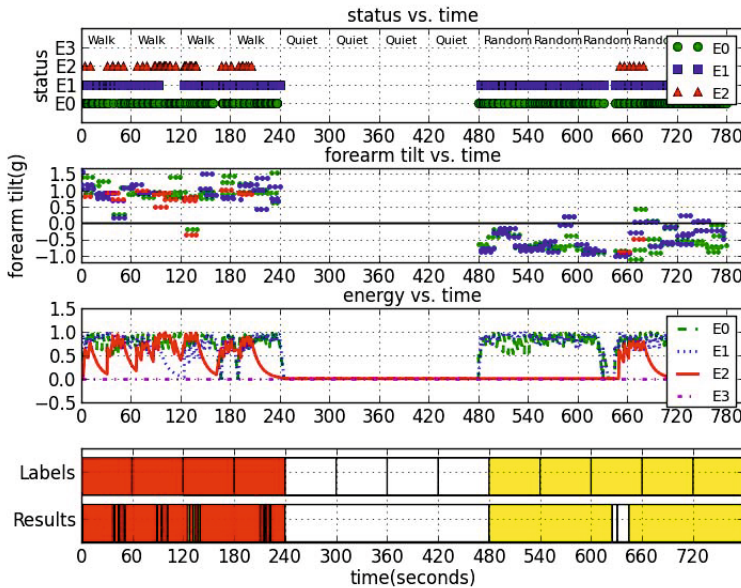 status vs. time
Walk Walk Walk Walk Quiet Quiet Quiet Quiet Random Random Random
E3
E2
E1
E0
status
E0
E1
E2
0 60 120 180 240 300 360 420 480 540 600 660 720 780
forearm tilt vs. time
forearm tilt(g)
1.5
1.0
0.5
0.0
−0.5
−1.0
0 60 120 180 240 300 360 420 480 540 600 660 720 780
energy vs. time
1.5
1.0
0.5
0.0
−0.5
E0
E1
E2
E3
0 60 120 180 240 300 360 420 480 540 600 660 720 780
Labels
Results
0 60 120 180 240 300 360 420 480 540 600 660 720 780
time(seconds)